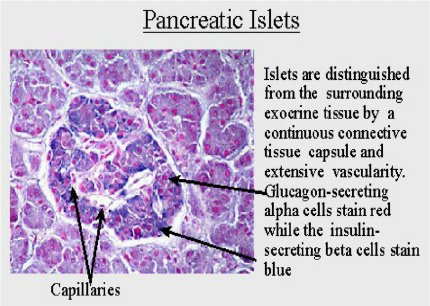 Pancreatic Islets
Islets are distinguished
from the surrounding
exocrine tissue by a
continuous connective
tissue capsule and
extensive vascularity.
Glucagon-secreting
alpha cells stain red
while the insulin-
secreting beta cells stain
blue
Capillaries